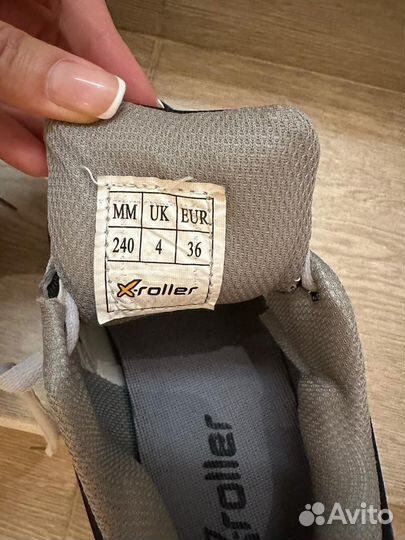 MM UK EUR
240 4 36
X-roller
X-roller
Avito